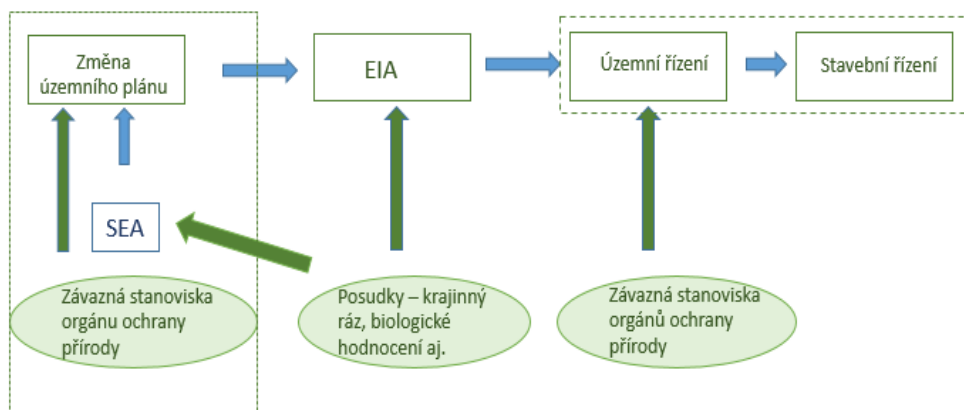 Změna
územního plánu
EIA
Územní řízení
Stavební řízení
SEA
Závazná stanoviska
orgánu ochrany
přírody
Posudky – krajinný
ráz, biologické
hodnocení aj.
Závazná stanoviska
orgánů ochrany
přírody